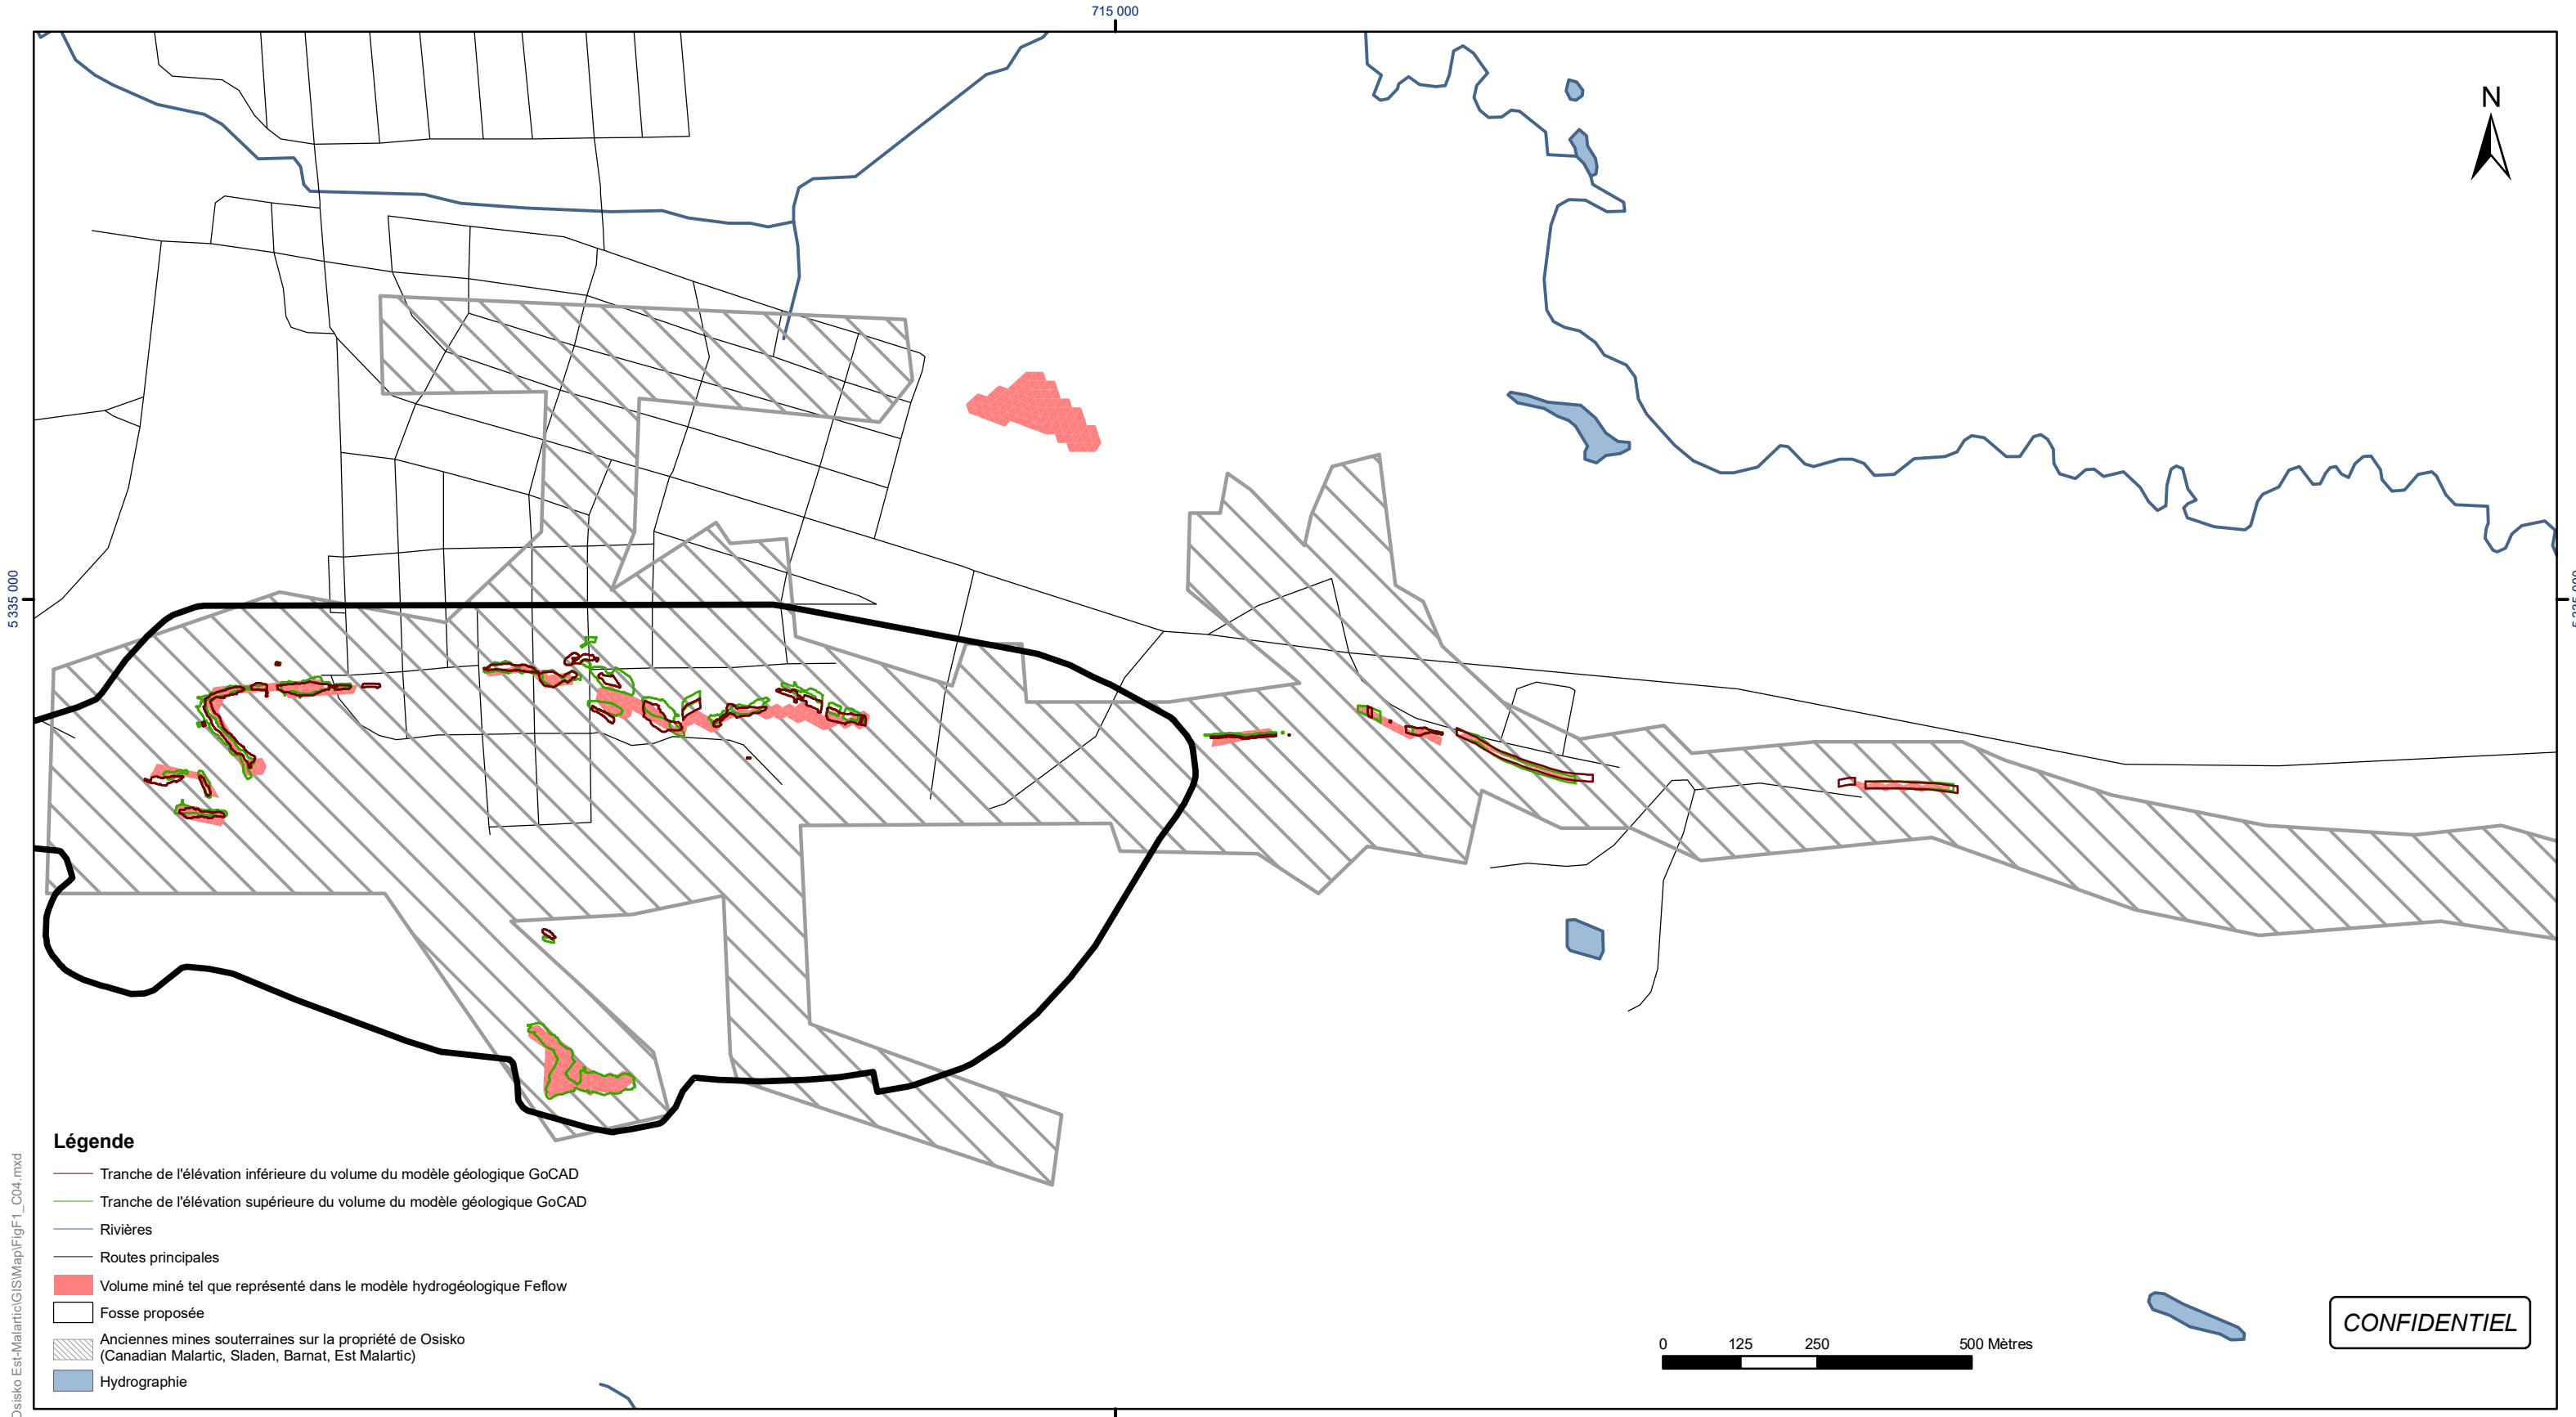 715 000
N
5 335 000
Légende
Tranche de l'élévation inférieure du volume du modèle géologique GoCAD
Tranche de l'élévation supérieure du volume du modèle géologique GoCAD
Rivières
Routes principales
Volume miné tel que représenté dans le modèle hydrogéologique Feflow
Fosse proposée
Anciennes mines souterraines sur la propriété de Osisko
(Canadian Malartic, Sladen, Barnat, Est Malartic)
Hydrographie
0 125 250 500 Mètres
CONFIDENTIEL
Osisko Est-Malartic\GIS\Map\FigF1_C04.mxd